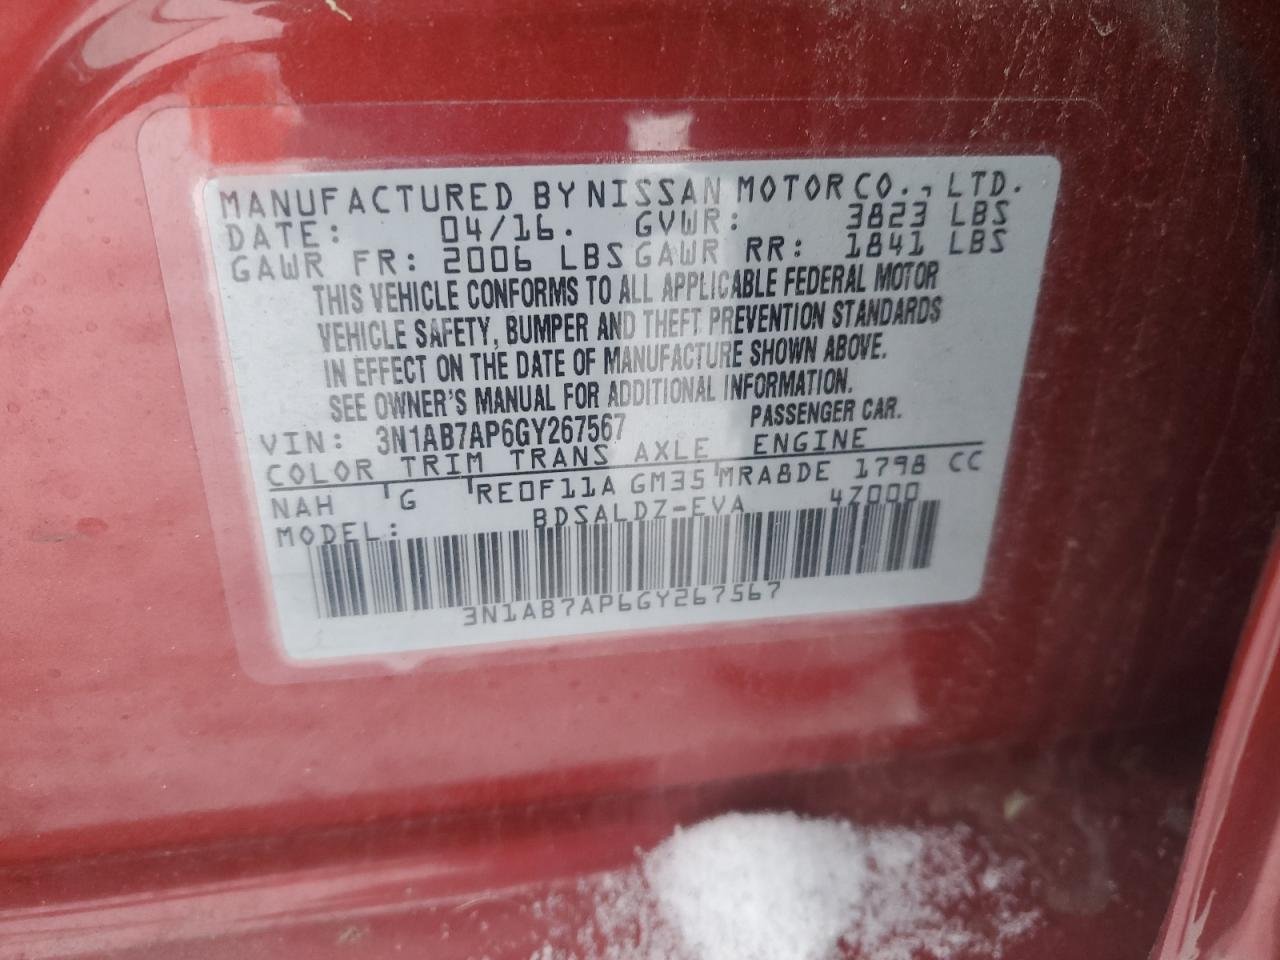 MANUFACTURED BY NISSAN MOTOR CO., LTD.
DATE: 04/16. GVWR: 3823 LBS
GAWR FR: 2006 LBS GAWR RR: 1841 LBS
THIS VEHICLE CONFORMS TO ALL APPLICABLE FEDERAL MOTOR
VEHICLE SAFETY, BUMPER AND THEFT PREVENTION STANDARDS
IN EFFECT ON THE DATE OF MANUFACTURE SHOWN ABOVE.
SEE OWNER'S MANUAL FOR ADDITIONAL INFORMATION.
VIN: 3N1AB7AP6GY267567 PASSENGER CAR.
COLOR TRIM TRANS AXLE ENGINE
NAH G RE0F11A GM35 MRA8DE 1798 CC
MODEL: BDSALDZ-EVA 4Z000
3N1AB7AP6GY267567